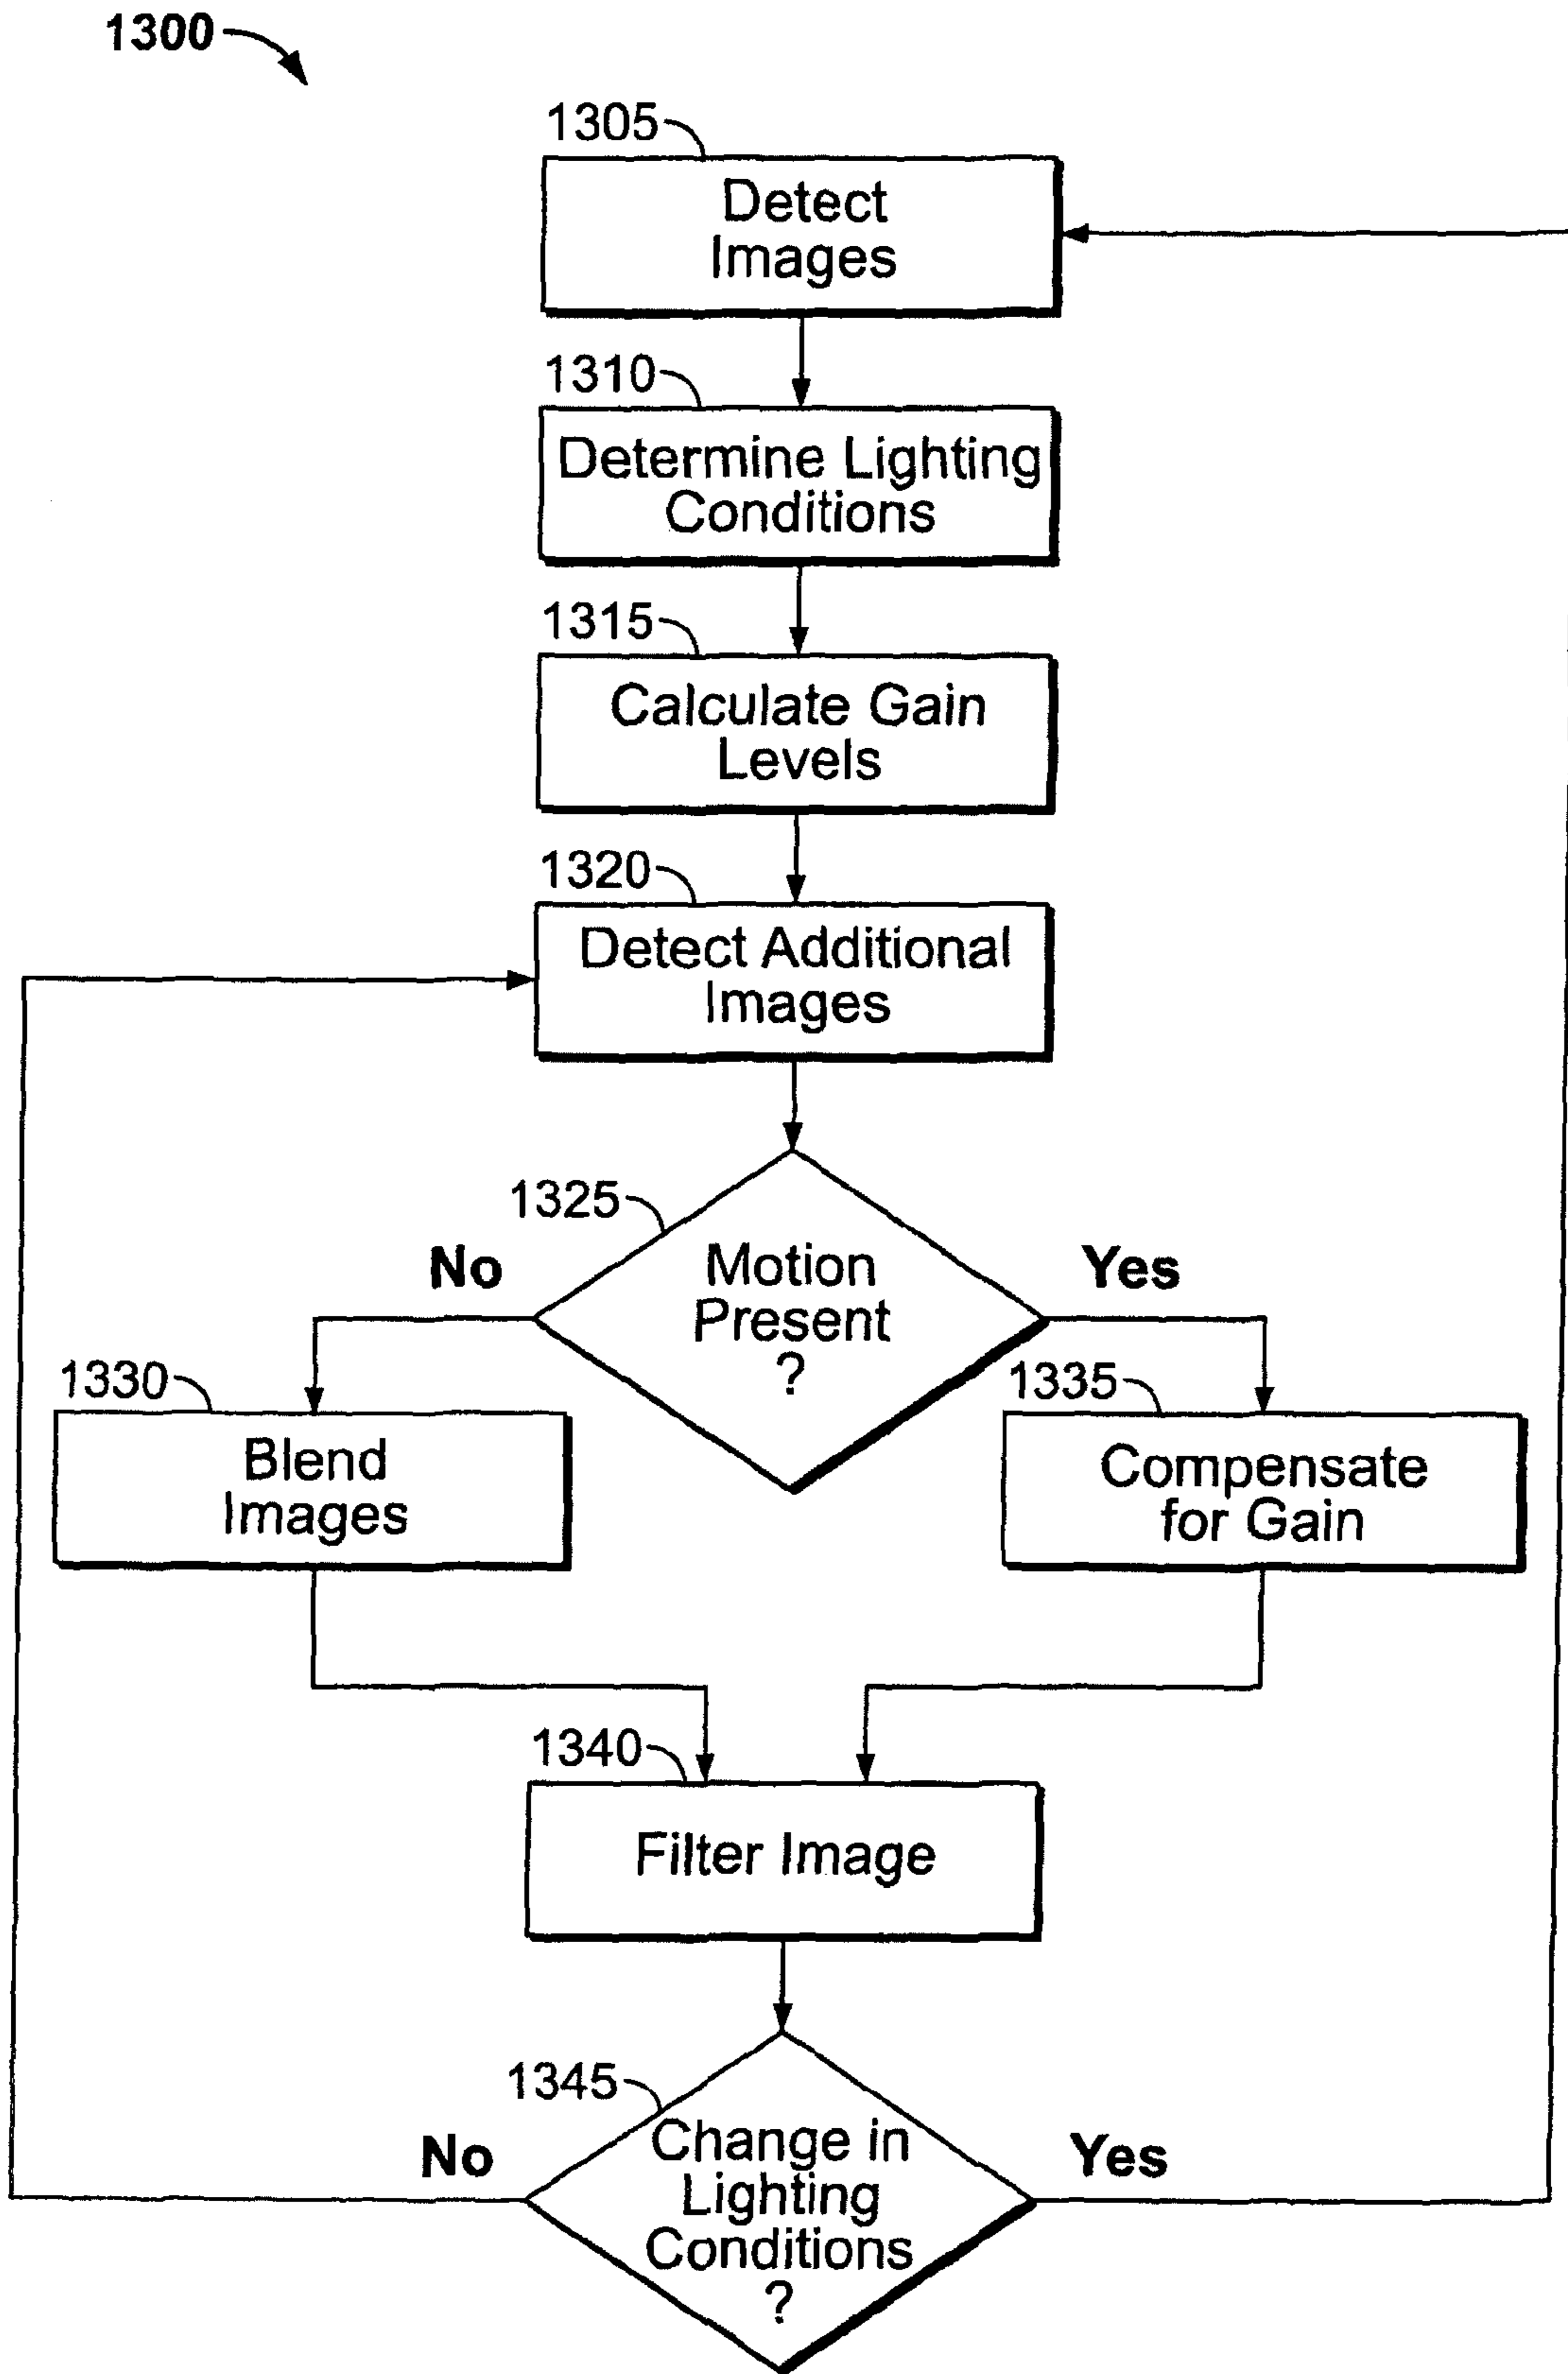 1300
1305
Detect
Images
1310
Determine Lighting
Conditions
1315
Calculate Gain
Levels
1320
Detect Additional
Images
1325
No
Motion
Present
?
Yes
1330
Blend
Images
1335
Compensate
for Gain
1340
Filter Image
1345
No
Change in
Lighting
Conditions
?
Yes